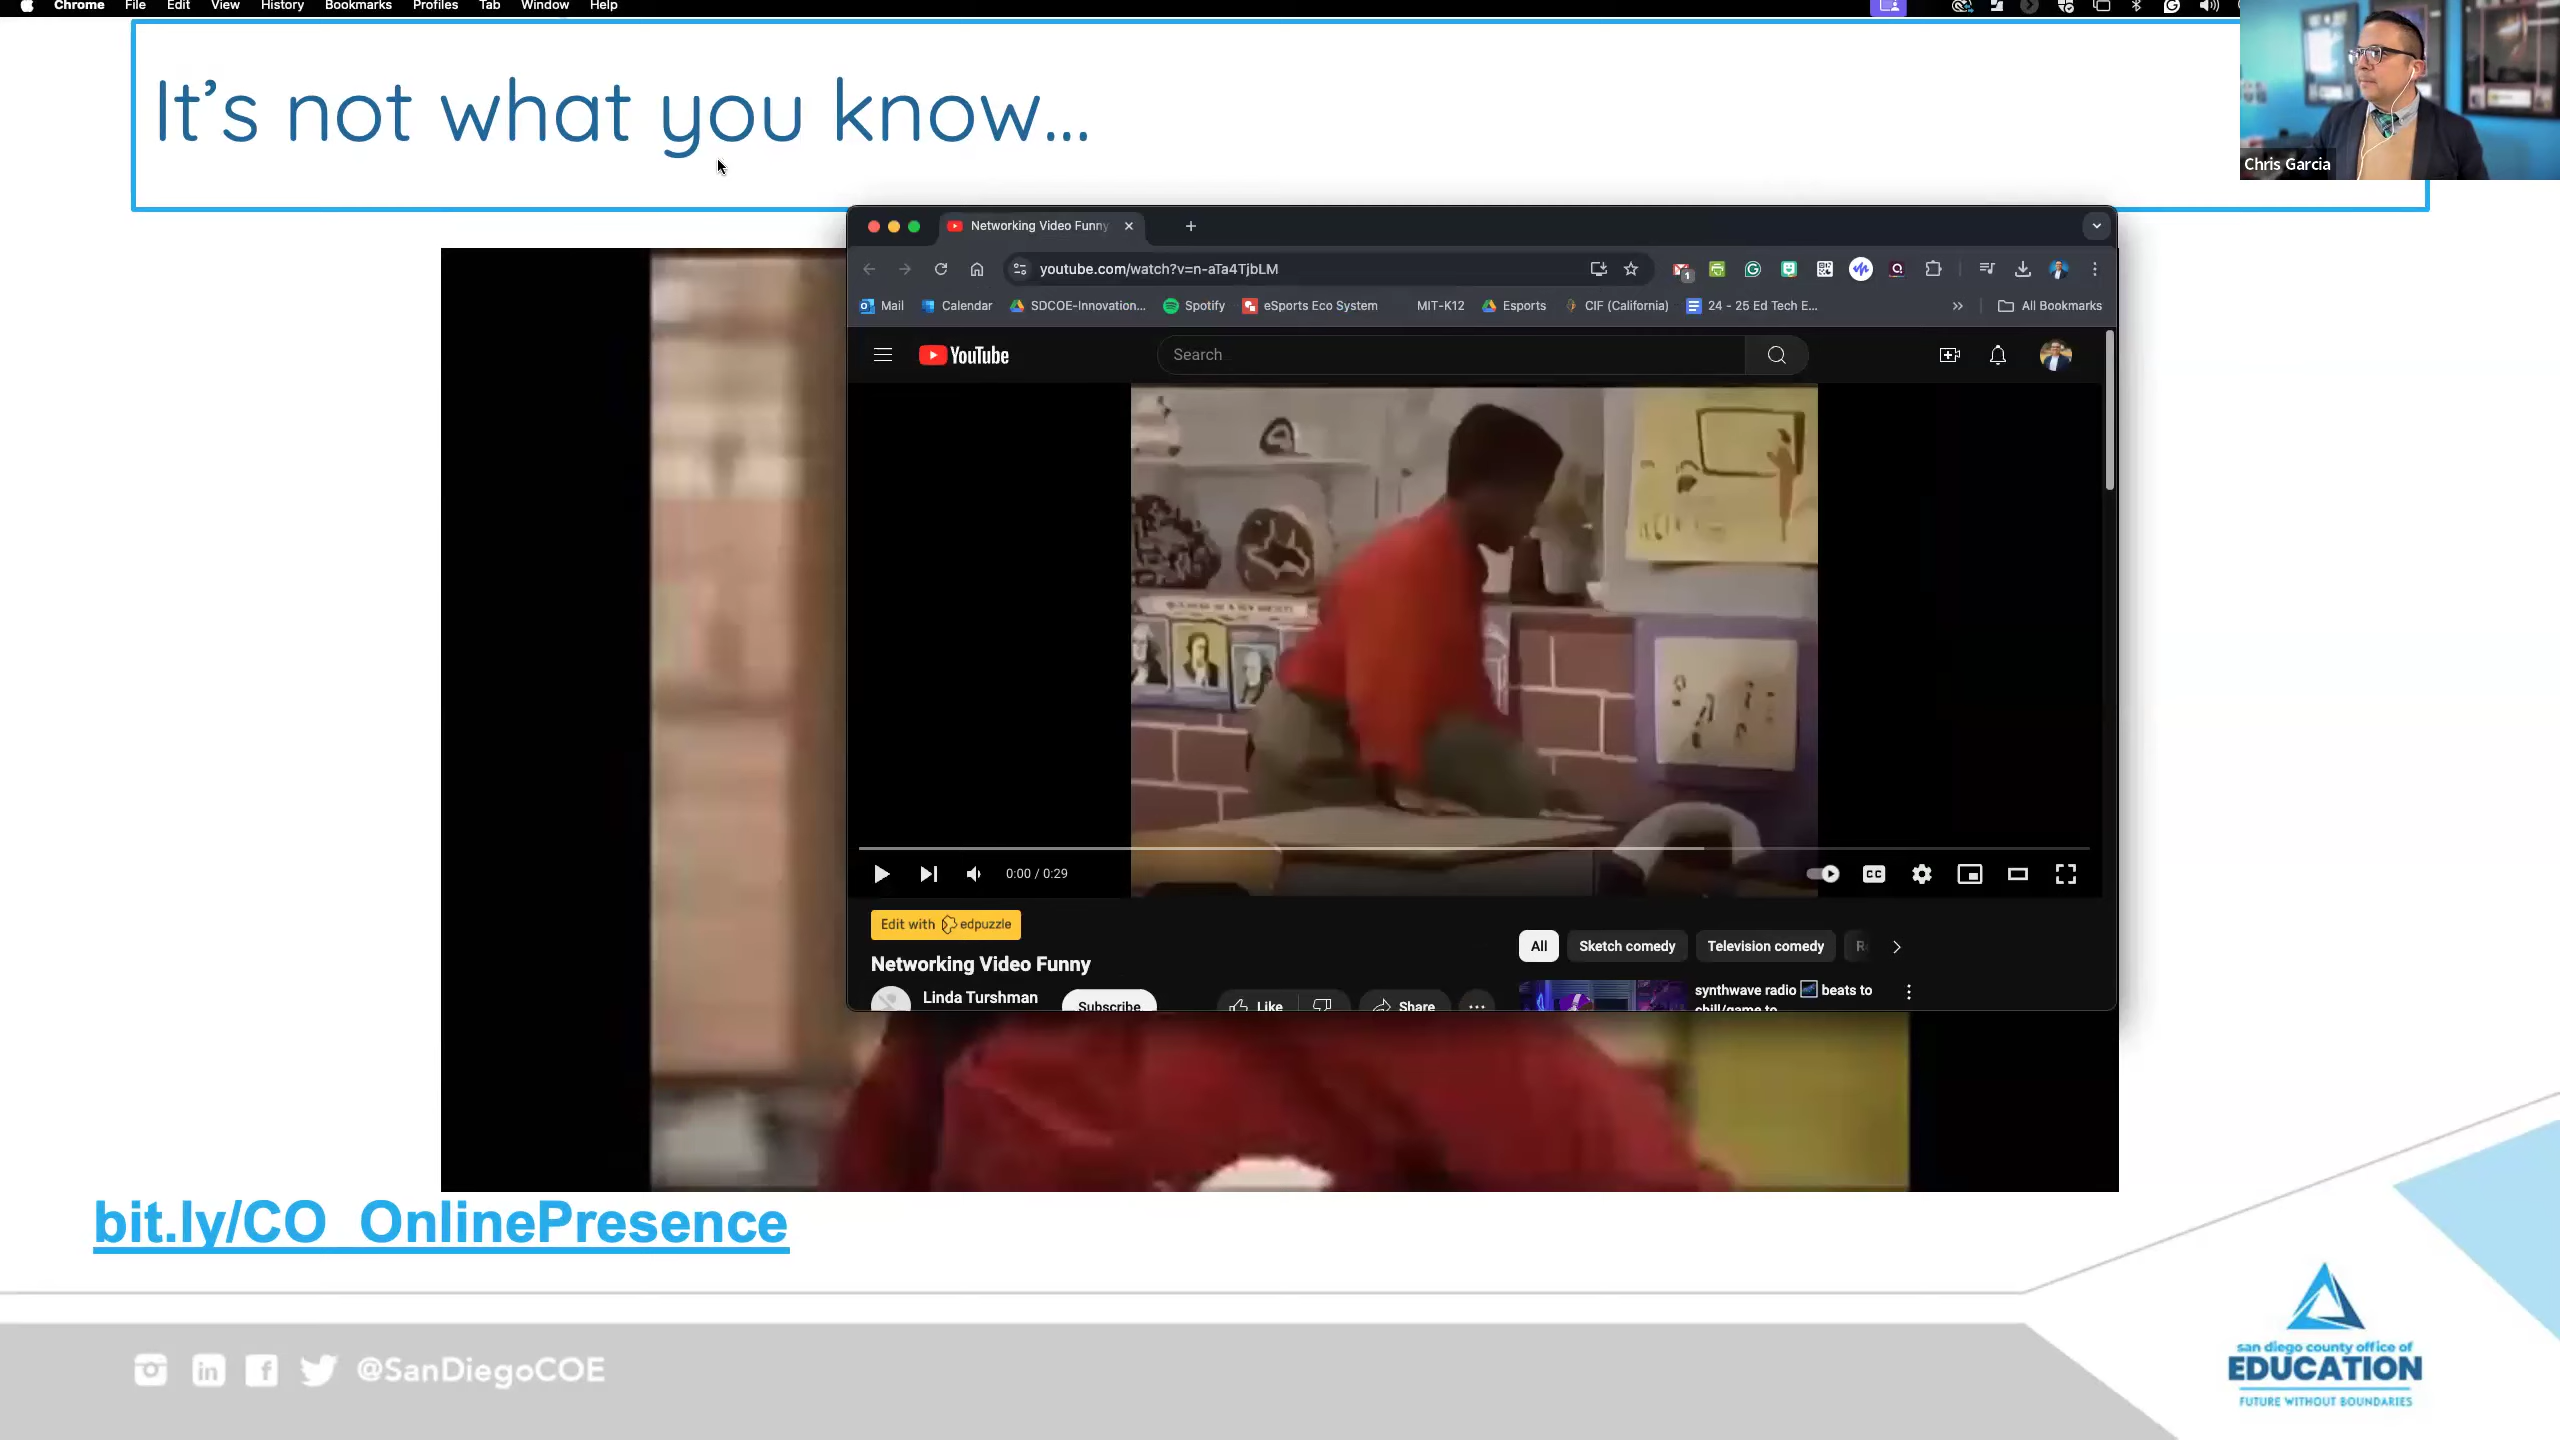 Chrome File Edit View History Bookmarks Profiles Tab Window Help
It's not what you know...
Chris Garcia
Networking Video Funny
youtube.com/watch?v=n-aTa4TjbLM
Mail Calendar SDCOE-Innovation... Spotify eSports Eco System MIT-K12 Esports CIF (California) 24 - 25 Ed Tech E... » All Bookmarks
YouTube
Search
0:00 / 0:29
CC
Edit with edpuzzle
All Sketch comedy Television comedy
Networking Video Funny
Linda Turshman
Subscribe
Like
Share
synthwave radio beats to
chill/game to
bit.ly/CO_OnlinePresence
@SanDiegoCOE
san diego county office of
EDUCATION
FUTURE WITHOUT BOUNDARIES